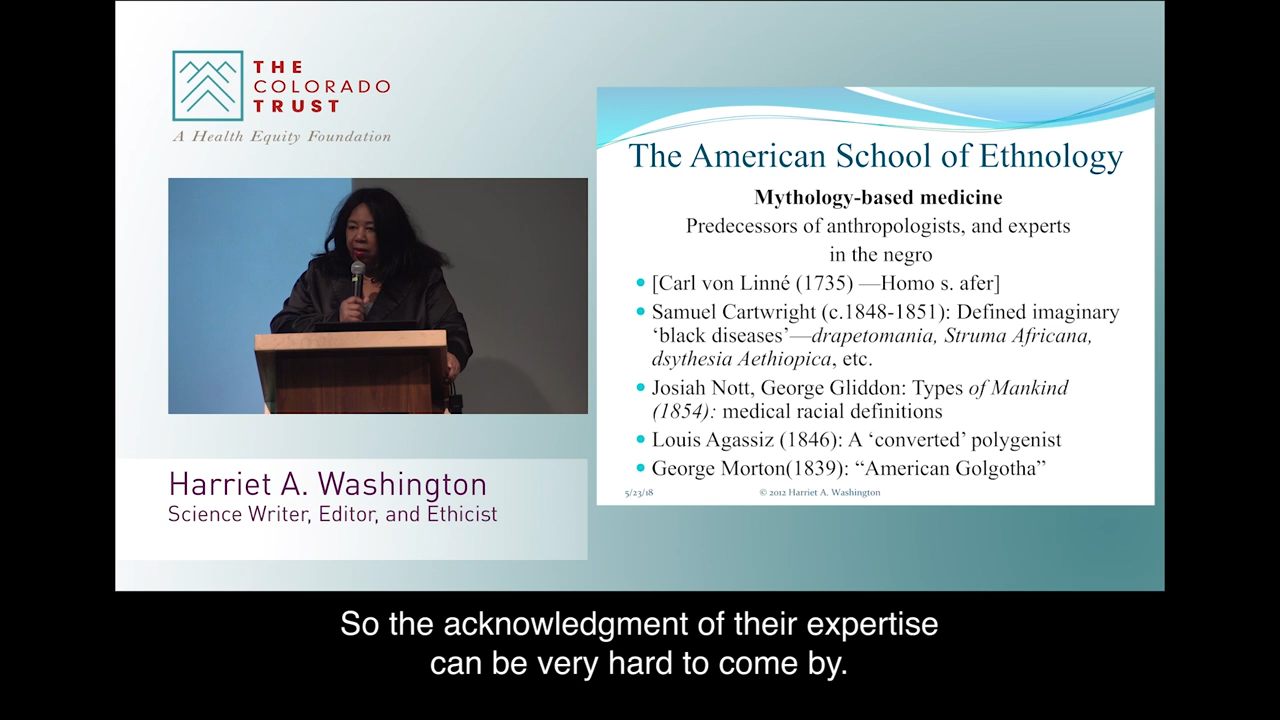 THE
COLORADO
TRUST
A Health Equity Foundation
The American School of Ethnology
Mythology-based medicine
Predecessors of anthropologists, and experts
in the negro
[Carl von Linné (1735) —Homo s. afer]
Samuel Cartwright (c.1848-1851): Defined imaginary
‘black diseases’—drapetomania, Struma Africana,
dsythesia Aethiopica, etc.
Josiah Nott, George Gliddon: Types of Mankind
(1854): medical racial definitions
Louis Agassiz (1846): A ‘converted’ polygenist
George Morton(1839): “American Golgotha”
5/23/18
© 2012 Harriet A. Washington
Harriet A. Washington
Science Writer, Editor, and Ethicist
So the acknowledgment of their expertise
can be very hard to come by.